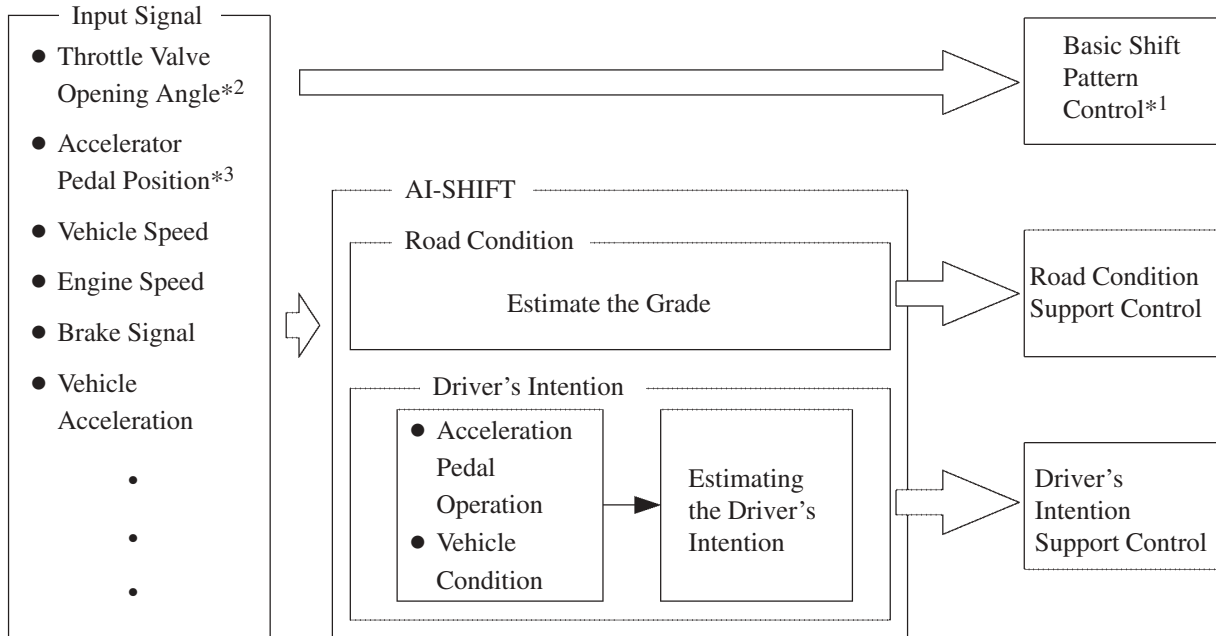 Input Signal
● Throttle Valve
Opening Angle*2
● Accelerator
Pedal Position*3
● Vehicle Speed
● Engine Speed
● Brake Signal
● Vehicle
Acceleration
•
•
•
Basic Shift
Pattern
Control*1
AI-SHIFT
Road Condition
Estimate the Grade
Road Condition
Support Control
Driver's Intention
● Acceleration
Pedal
Operation
● Vehicle
Condition
Estimating
the Driver's
Intention
Driver's
Intention
Support Control